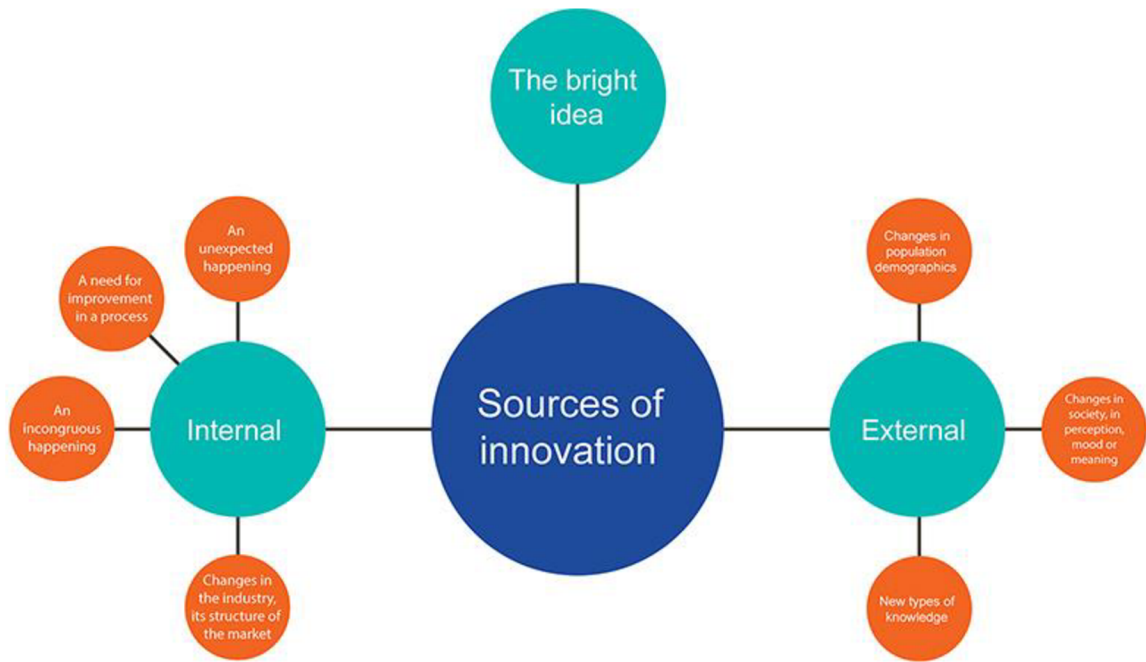 The bright
idea
An
unexpected
happening
A need for
improvement
in a process
An
incongruous
happening
Internal
Changes in
the industry,
its structure of
the market
Sources of
innovation
Changes in
population
demographics
External
Changes in
society, in
perception,
mood or
meaning
New types of
knowledge